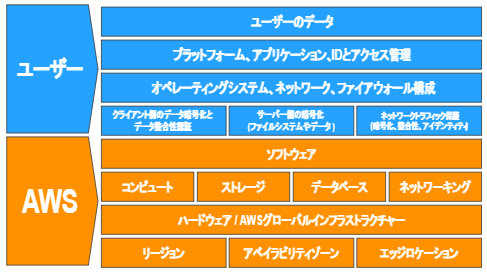 ユーザー
ユーザーのデータ
プラットフォーム、アプリケーション、IDとアクセス管理
オペレーティングシステム、ネットワーク、ファイアウォール構成
クライアント側のデータ暗号化と
データ整合性認証
サーバー側の暗号化
(ファイルシステムやデータ)
ネットワークトラフィック保護
(暗号化、整合性、アイデンティティ)
AWS
ソフトウェア
コンピュート
ストレージ
データベース
ネットワーキング
ハードウェア / AWSグローバルインフラストラクチャー
リージョン
アベイラビリティゾーン
エッジロケーション